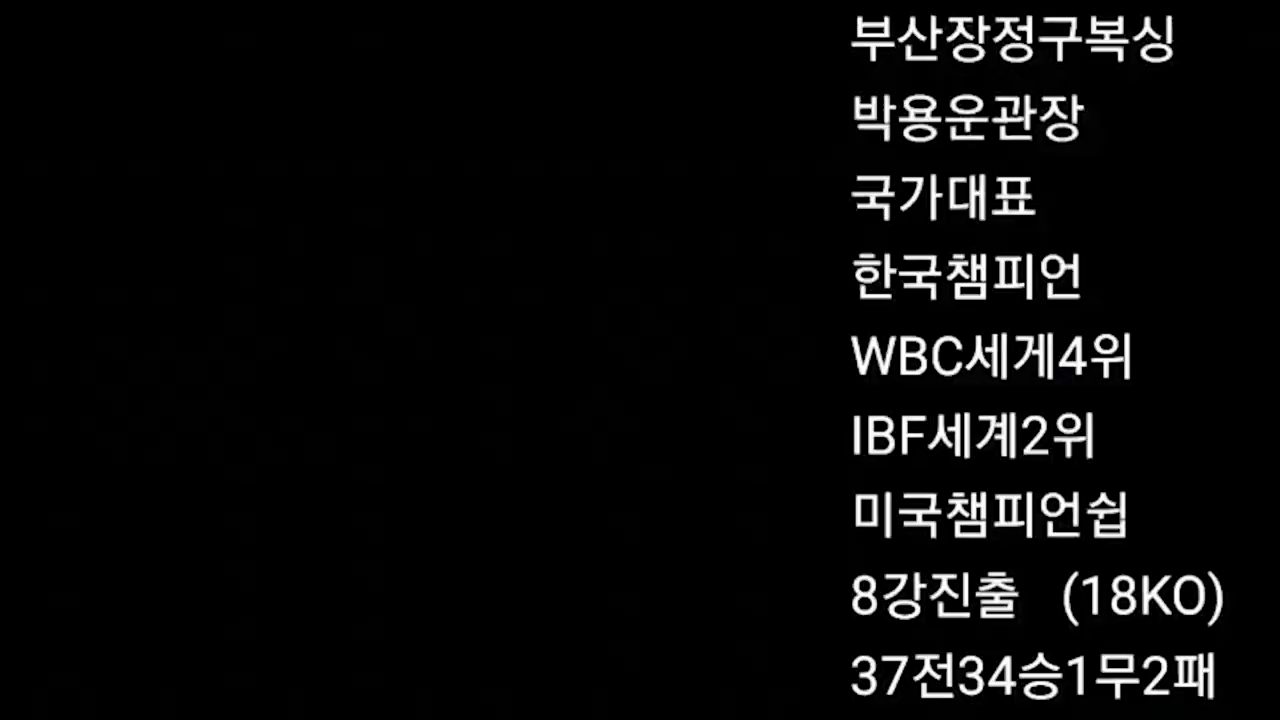 부산장정구복싱
박용운관장
국가대표
한국챔피언
WBC세게4위
IBF세계2위
미국챔피언쉽
8강진출 (18KO)
37전34승1무2패